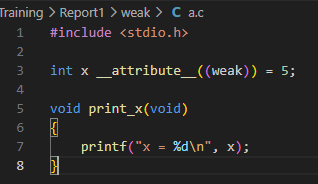 Training > Report1 > weak > C a.c
1 #include <stdio.h>
2
3 int x __attribute__((weak)) = 5;
4
5 void print_x(void)
6 {
7     printf("x = %d\n", x);
8 }